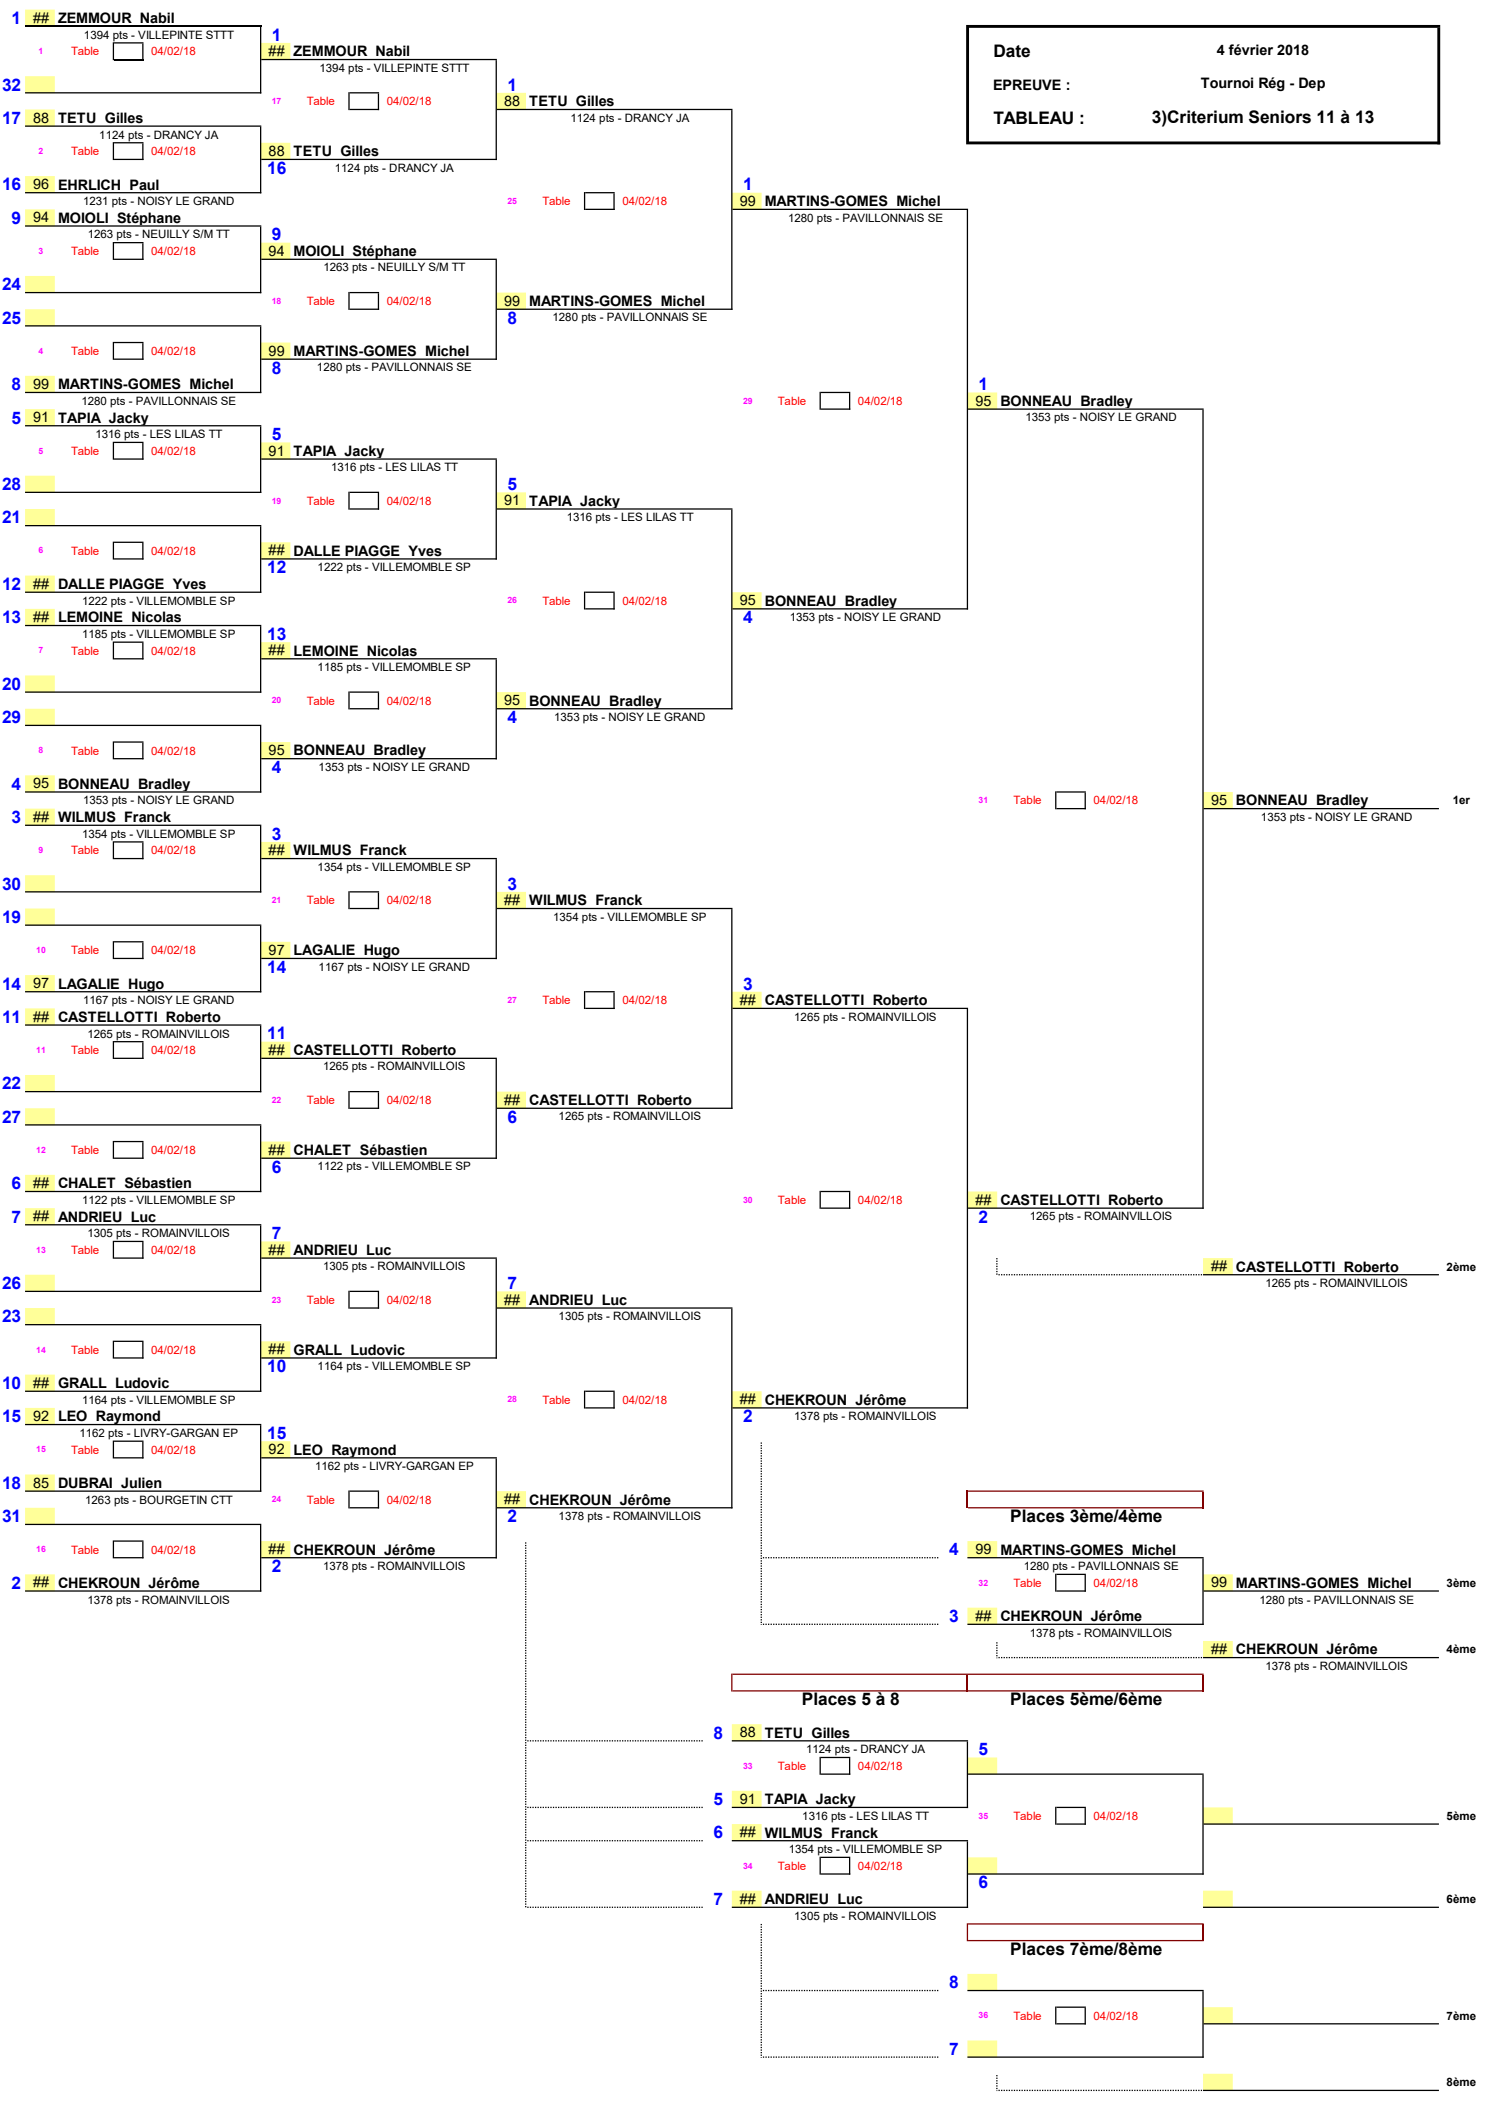 Date 4 février 2018
EPREUVE : Tournoi Rég - Dep
TABLEAU : 3)Criterium Seniors 11 à 13
1 ## ZEMMOUR Nabil
1394 pts - VILLEPINTE STTT
1 Table 04/02/18
32
17 88 TETU Gilles
1124 pts - DRANCY JA
2 Table 04/02/18
16 96 EHRLICH Paul
1231 pts - NOISY LE GRAND
9 94 MOIOLI Stéphane
1263 pts - NEUILLY S/M TT
3 Table 04/02/18
24
25
4 Table 04/02/18
8 99 MARTINS-GOMES Michel
1280 pts - PAVILLONNAIS SE
5 91 TAPIA Jacky
1316 pts - LES LILAS TT
5 Table 04/02/18
28
21
6 Table 04/02/18
12 ## DALLE PIAGGE Yves
1222 pts - VILLEMOMBLE SP
13 ## LEMOINE Nicolas
1185 pts - VILLEMOMBLE SP
7 Table 04/02/18
20
29
8 Table 04/02/18
4 95 BONNEAU Bradley
1353 pts - NOISY LE GRAND
3 ## WILMUS Franck
1354 pts - VILLEMOMBLE SP
9 Table 04/02/18
30
19
10 Table 04/02/18
14 97 LAGALIE Hugo
1167 pts - NOISY LE GRAND
11 ## CASTELLOTTI Roberto
1265 pts - ROMAINVILLOIS
11 Table 04/02/18
22
27
12 Table 04/02/18
6 ## CHALET Sébastien
1122 pts - VILLEMOMBLE SP
7 ## ANDRIEU Luc
1305 pts - ROMAINVILLOIS
13 Table 04/02/18
26
23
14 Table 04/02/18
10 ## GRALL Ludovic
1164 pts - VILLEMOMBLE SP
15 92 LEO Raymond
1162 pts - LIVRY-GARGAN EP
15 Table 04/02/18
18 85 DUBRAI Julien
1263 pts - BOURGETIN CTT
31
16 Table 04/02/18
2 ## CHEKROUN Jérôme
1378 pts - ROMAINVILLOIS
1
## ZEMMOUR Nabil
1394 pts - VILLEPINTE STTT
17 Table 04/02/18
88 TETU Gilles
16 1124 pts - DRANCY JA
9
94 MOIOLI Stéphane
1263 pts - NEUILLY S/M TT
18 Table 04/02/18
99 MARTINS-GOMES Michel
8 1280 pts - PAVILLONNAIS SE
5
91 TAPIA Jacky
1316 pts - LES LILAS TT
19 Table 04/02/18
## DALLE PIAGGE Yves
12 1222 pts - VILLEMOMBLE SP
13
## LEMOINE Nicolas
1185 pts - VILLEMOMBLE SP
20 Table 04/02/18
95 BONNEAU Bradley
4 1353 pts - NOISY LE GRAND
3
## WILMUS Franck
1354 pts - VILLEMOMBLE SP
21 Table 04/02/18
97 LAGALIE Hugo
14 1167 pts - NOISY LE GRAND
11
## CASTELLOTTI Roberto
1265 pts - ROMAINVILLOIS
22 Table 04/02/18
## CHALET Sébastien
6 1122 pts - VILLEMOMBLE SP
7
## ANDRIEU Luc
1305 pts - ROMAINVILLOIS
23 Table 04/02/18
## GRALL Ludovic
10 1164 pts - VILLEMOMBLE SP
15
92 LEO Raymond
1162 pts - LIVRY-GARGAN EP
24 Table 04/02/18
## CHEKROUN Jérôme
2 1378 pts - ROMAINVILLOIS
1
88 TETU Gilles
1124 pts - DRANCY JA
25 Table 04/02/18
99 MARTINS-GOMES Michel
8 1280 pts - PAVILLONNAIS SE
5
91 TAPIA Jacky
1316 pts - LES LILAS TT
26 Table 04/02/18
95 BONNEAU Bradley
4 1353 pts - NOISY LE GRAND
3
## WILMUS Franck
1354 pts - VILLEMOMBLE SP
27 Table 04/02/18
## CASTELLOTTI Roberto
6 1265 pts - ROMAINVILLOIS
7
## ANDRIEU Luc
1305 pts - ROMAINVILLOIS
28 Table 04/02/18
## CHEKROUN Jérôme
2 1378 pts - ROMAINVILLOIS
1
99 MARTINS-GOMES Michel
1280 pts - PAVILLONNAIS SE
29 Table 04/02/18
95 BONNEAU Bradley
4 1353 pts - NOISY LE GRAND
3
## CASTELLOTTI Roberto
1265 pts - ROMAINVILLOIS
30 Table 04/02/18
## CHEKROUN Jérôme
2 1378 pts - ROMAINVILLOIS
1
95 BONNEAU Bradley
1353 pts - NOISY LE GRAND
31 Table 04/02/18
## CASTELLOTTI Roberto
2 1265 pts - ROMAINVILLOIS
95 BONNEAU Bradley 1er
1353 pts - NOISY LE GRAND
## CASTELLOTTI Roberto 2ème
1265 pts - ROMAINVILLOIS
Places 3ème/4ème
4 99 MARTINS-GOMES Michel
1280 pts - PAVILLONNAIS SE
32 Table 04/02/18
3 ## CHEKROUN Jérôme
1378 pts - ROMAINVILLOIS
99 MARTINS-GOMES Michel 3ème
1280 pts - PAVILLONNAIS SE
## CHEKROUN Jérôme 4ème
1378 pts - ROMAINVILLOIS
Places 5 à 8
8 88 TETU Gilles
1124 pts - DRANCY JA
33 Table 04/02/18
5 91 TAPIA Jacky
1316 pts - LES LILAS TT
6 ## WILMUS Franck
1354 pts - VILLEMOMBLE SP
34 Table 04/02/18
7 ## ANDRIEU Luc
1305 pts - ROMAINVILLOIS
Places 5ème/6ème
5
35 Table 04/02/18
6
5ème
6ème
Places 7ème/8ème
8
36 Table 04/02/18
7
7ème
8ème